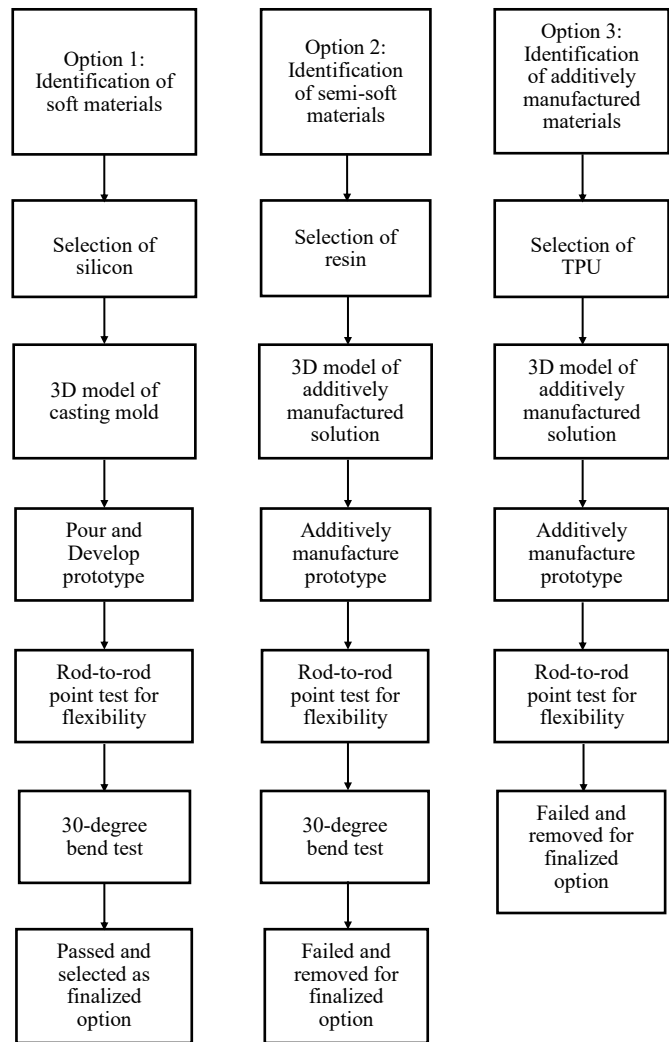 Option 1:
Identification of
soft materials
Selection of
silicon
3D model of
casting mold
Pour and
Develop
prototype
Rod-to-rod
point test for
flexibility
30-degree
bend test
Passed and
selected as
finalized
option
Option 2:
Identification
of semi-soft
materials
Selection of
resin
3D model of
additively
manufactured
solution
Additively
manufacture
prototype
Rod-to-rod
point test for
flexibility
30-degree
bend test
Failed and
removed for
finalized
option
Option 3:
Identification
of additively
manufactured
materials
Selection of
TPU
3D model of
additively
manufactured
solution
Additively
manufacture
prototype
Rod-to-rod
point test for
flexibility
Failed and
removed for
finalized
option